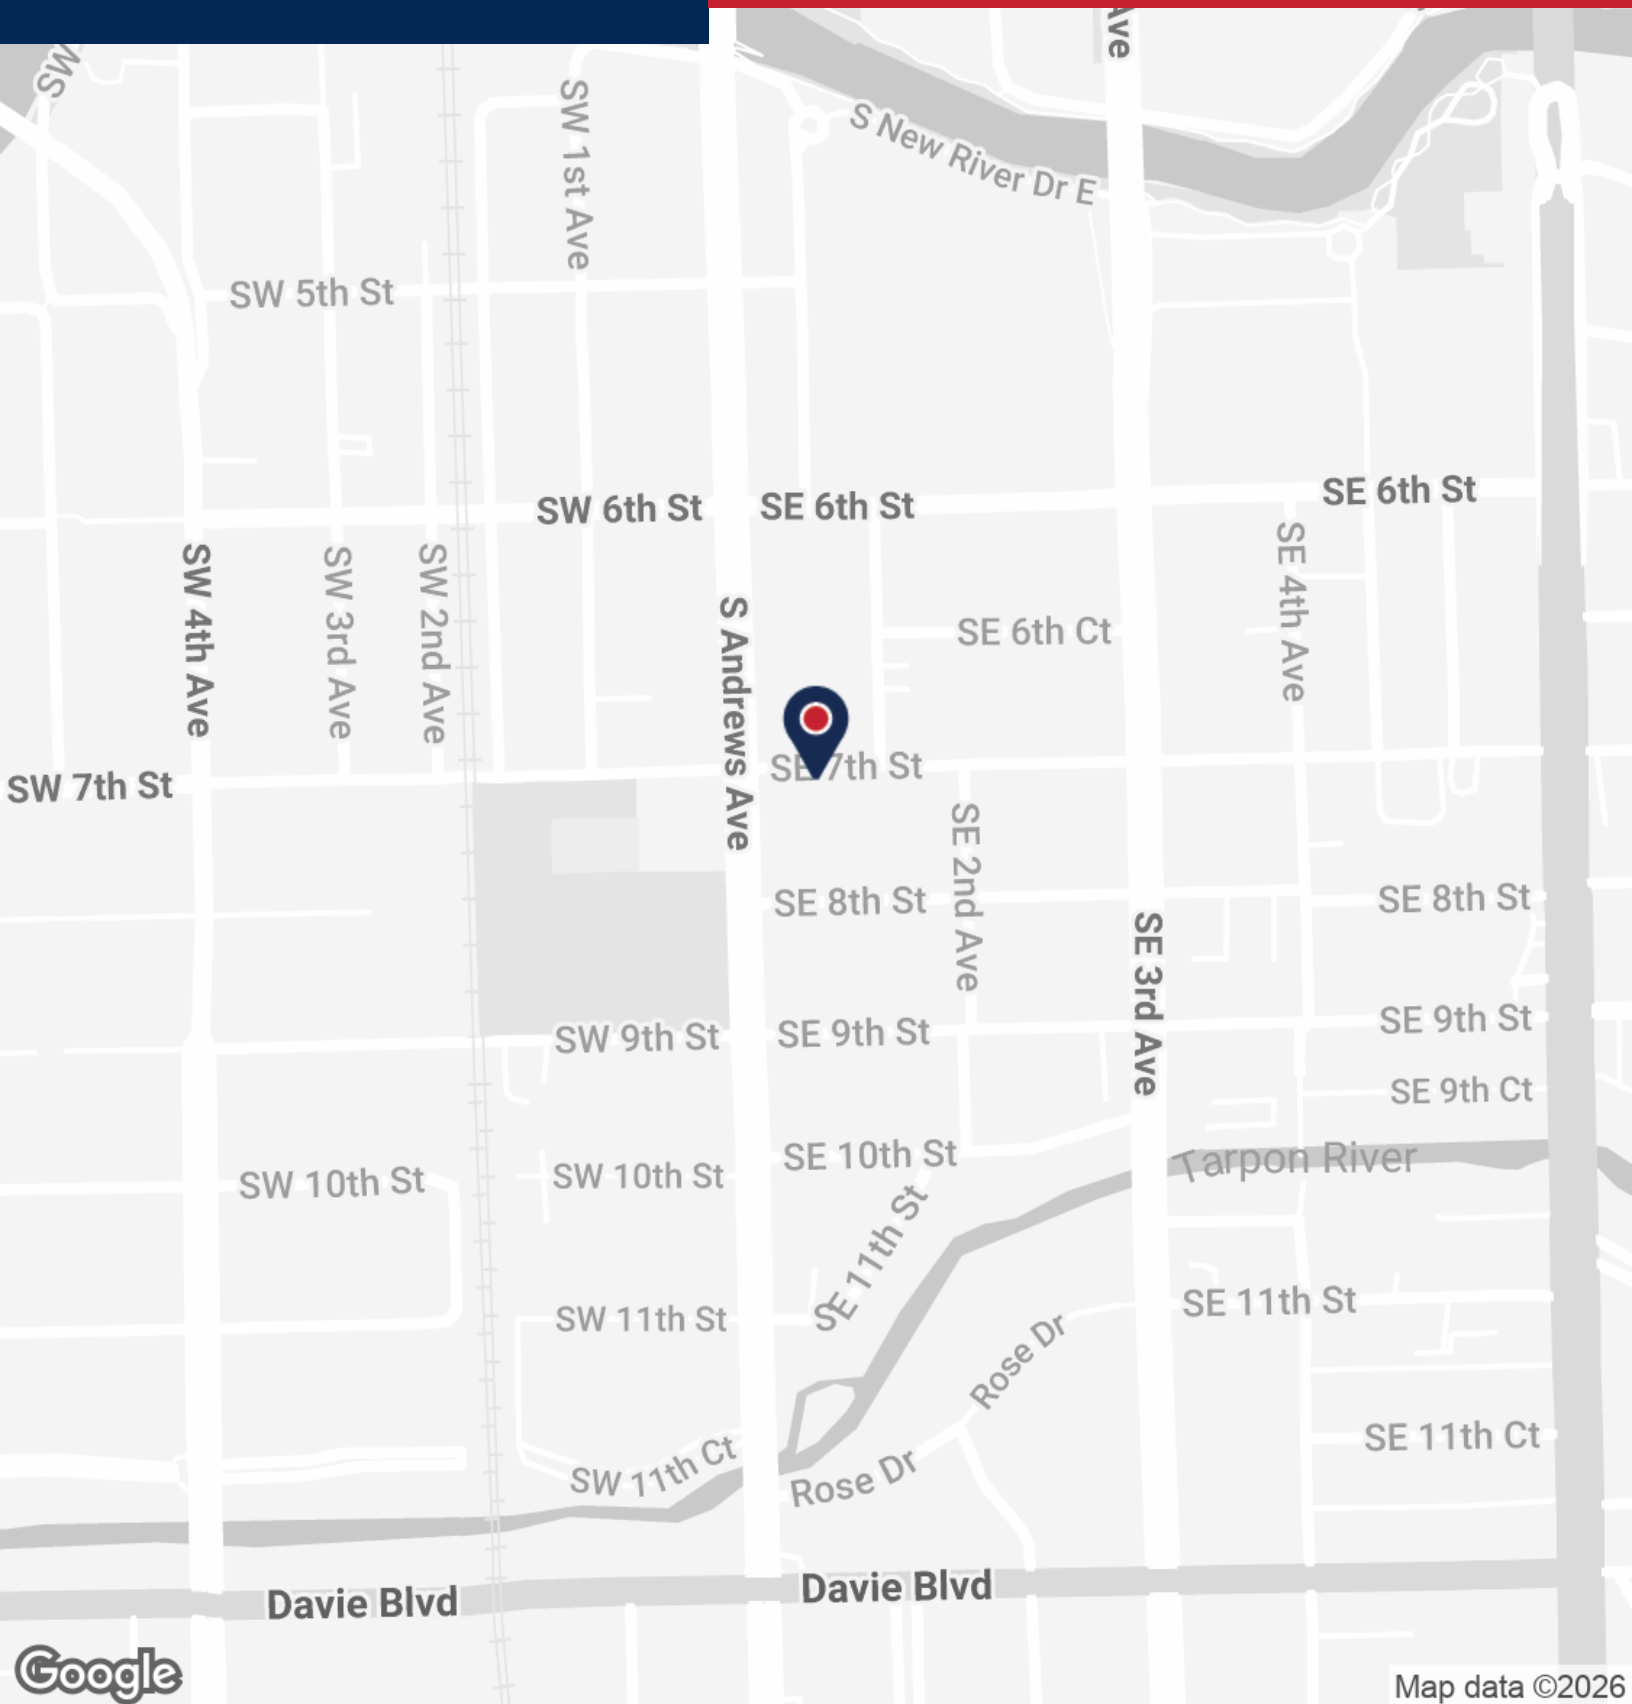 SW
Ave
SW 1st Ave
S New River Dr E
SW 5th St
SW 6th St
SE 6th St
SE 6th St
SW 4th Ave
SW 3rd Ave
SW 2nd Ave
S Andrews Ave
SE 6th Ct
SE 4th Ave
SW 7th St
SE 7th St
SE 2nd Ave
SE 8th St
SE 8th St
SE 3rd Ave
SW 9th St
SE 9th St
SE 9th St
SE 9th Ct
SW 10th St
SW 10th St
SE 10th St
Tarpon River
SE 11th St
SW 11th St
SE 11th St
Rose Dr
SW 11th Ct
Rose Dr
SE 11th Ct
Davie Blvd
Davie Blvd
Google
Map data ©2026